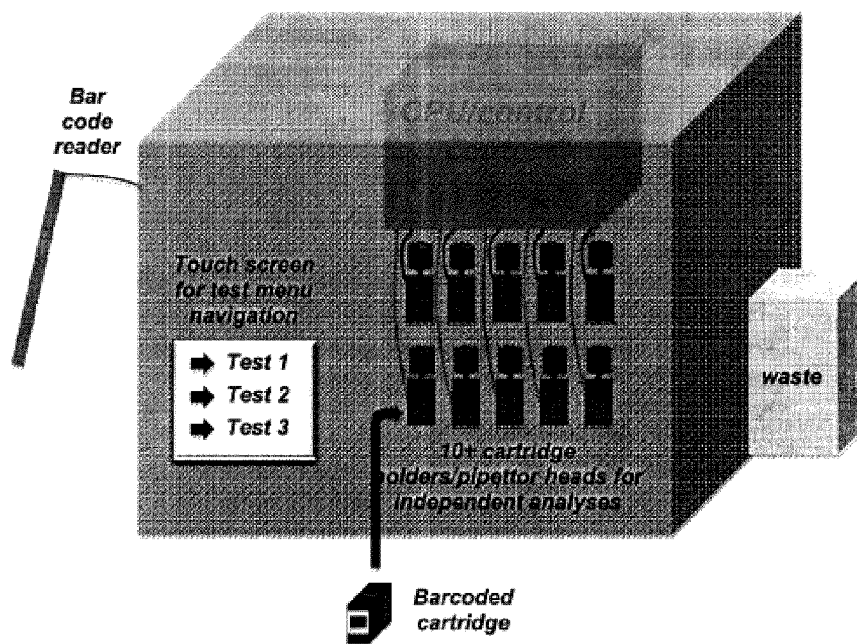 Bar
code
reader
CPU/control
Touch screen
for test menu
navigation
Test 1
Test 2
Test 3
waste
10+ cartridge
holders/pipettor heads for
independent analyses
Barcoded
cartridge